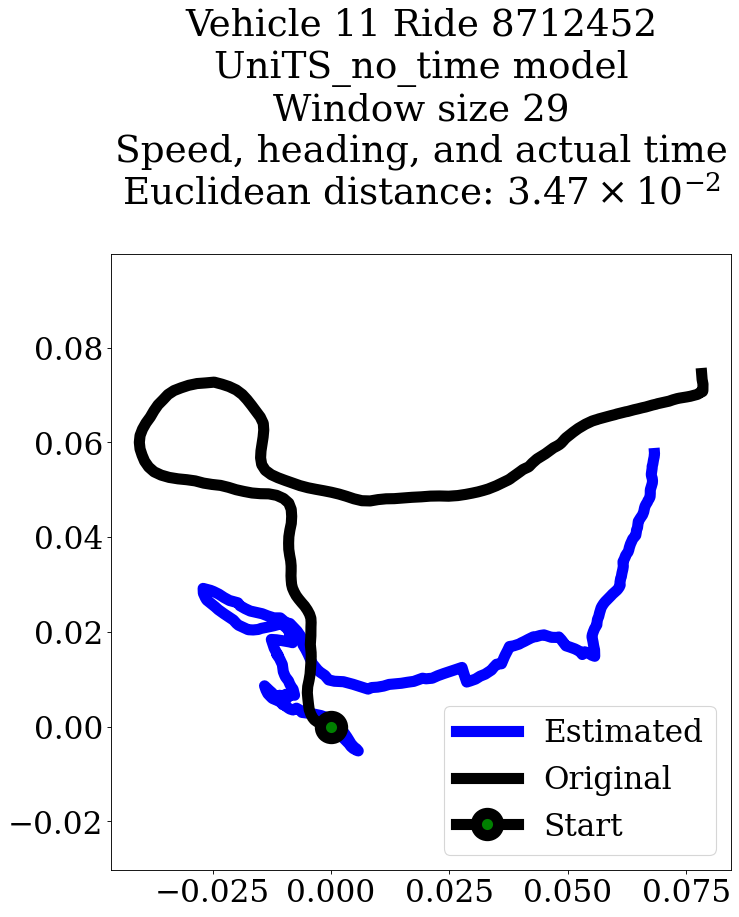 Vehicle 11 Ride 8712452
UniTS_no_time model
Window size 29
Speed, heading, and actual time
Euclidean distance: 3.47 × 10⁻²
0.08
0.06
0.04
0.02
0.00
−0.02
−0.025 0.000 0.025 0.050 0.075
Estimated
Original
Start